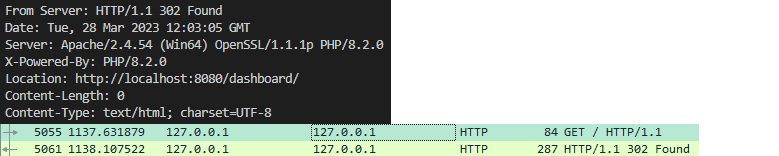 From Server: HTTP/1.1 302 Found
Date: Tue, 28 Mar 2023 12:03:05 GMT
Server: Apache/2.4.54 (Win64) OpenSSL/1.1.1p PHP/8.2.0
X-Powered-By: PHP/8.2.0
Location: http://localhost:8080/dashboard/
Content-Length: 0
Content-Type: text/html; charset=UTF-8
5055 1137.631879 127.0.0.1 127.0.0.1 HTTP 84 GET / HTTP/1.1
5061 1138.107522 127.0.0.1 127.0.0.1 HTTP 287 HTTP/1.1 302 Found